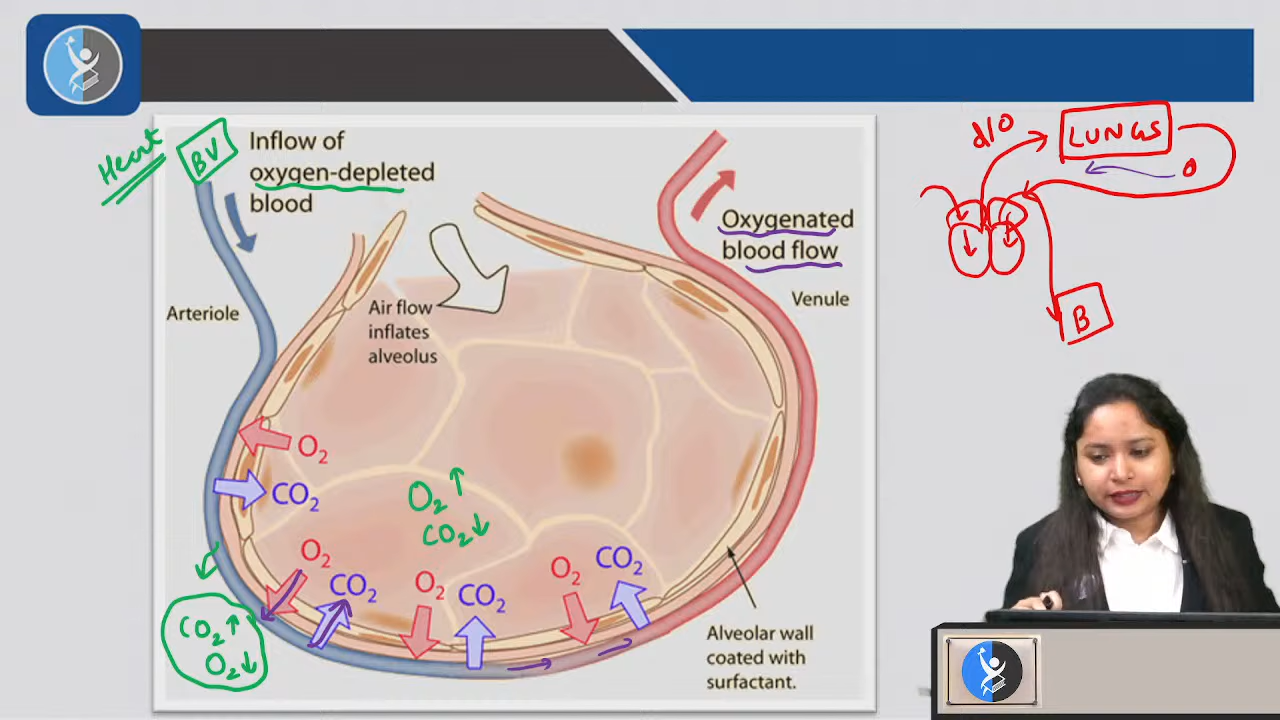 Heart
BV
Inflow of
oxygen-depleted
blood
d/o
LUNGS
O
B
Oxygenated
blood flow
Arteriole
Air flow
inflates
alveolus
Venule
O2
CO2
O2↑
CO2↓
O2
CO2
O2
CO2
O2
CO2
CO2↑
O2↓
Alveolar wall
coated with
surfactant.